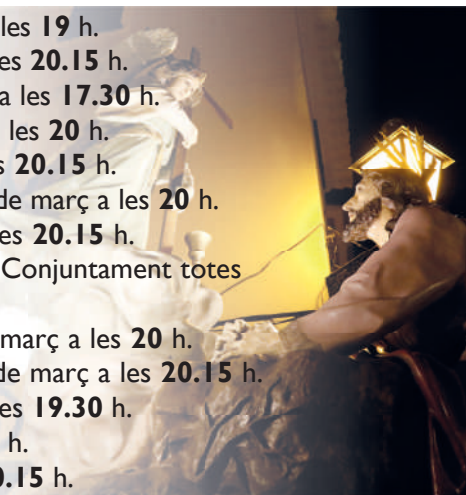 les 19 h.
es 20.15 h.
a les 17.30 h.
les 20 h.
s 20.15 h.
de març a les 20 h.
es 20.15 h.
Conjuntament totes
març a les 20 h.
de març a les 20.15 h.
es 19.30 h.
h.
0.15 h.